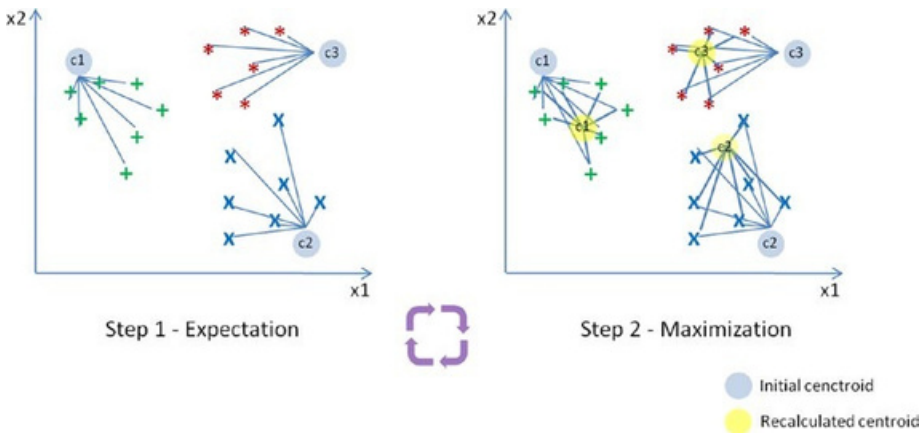 x2
c1
c3
c2
x1
Step 1 - Expectation
x2
c1
c3
c3
c1
c2
c2
x1
Step 2 - Maximization
Initial cenctroid
Recalculated centroid